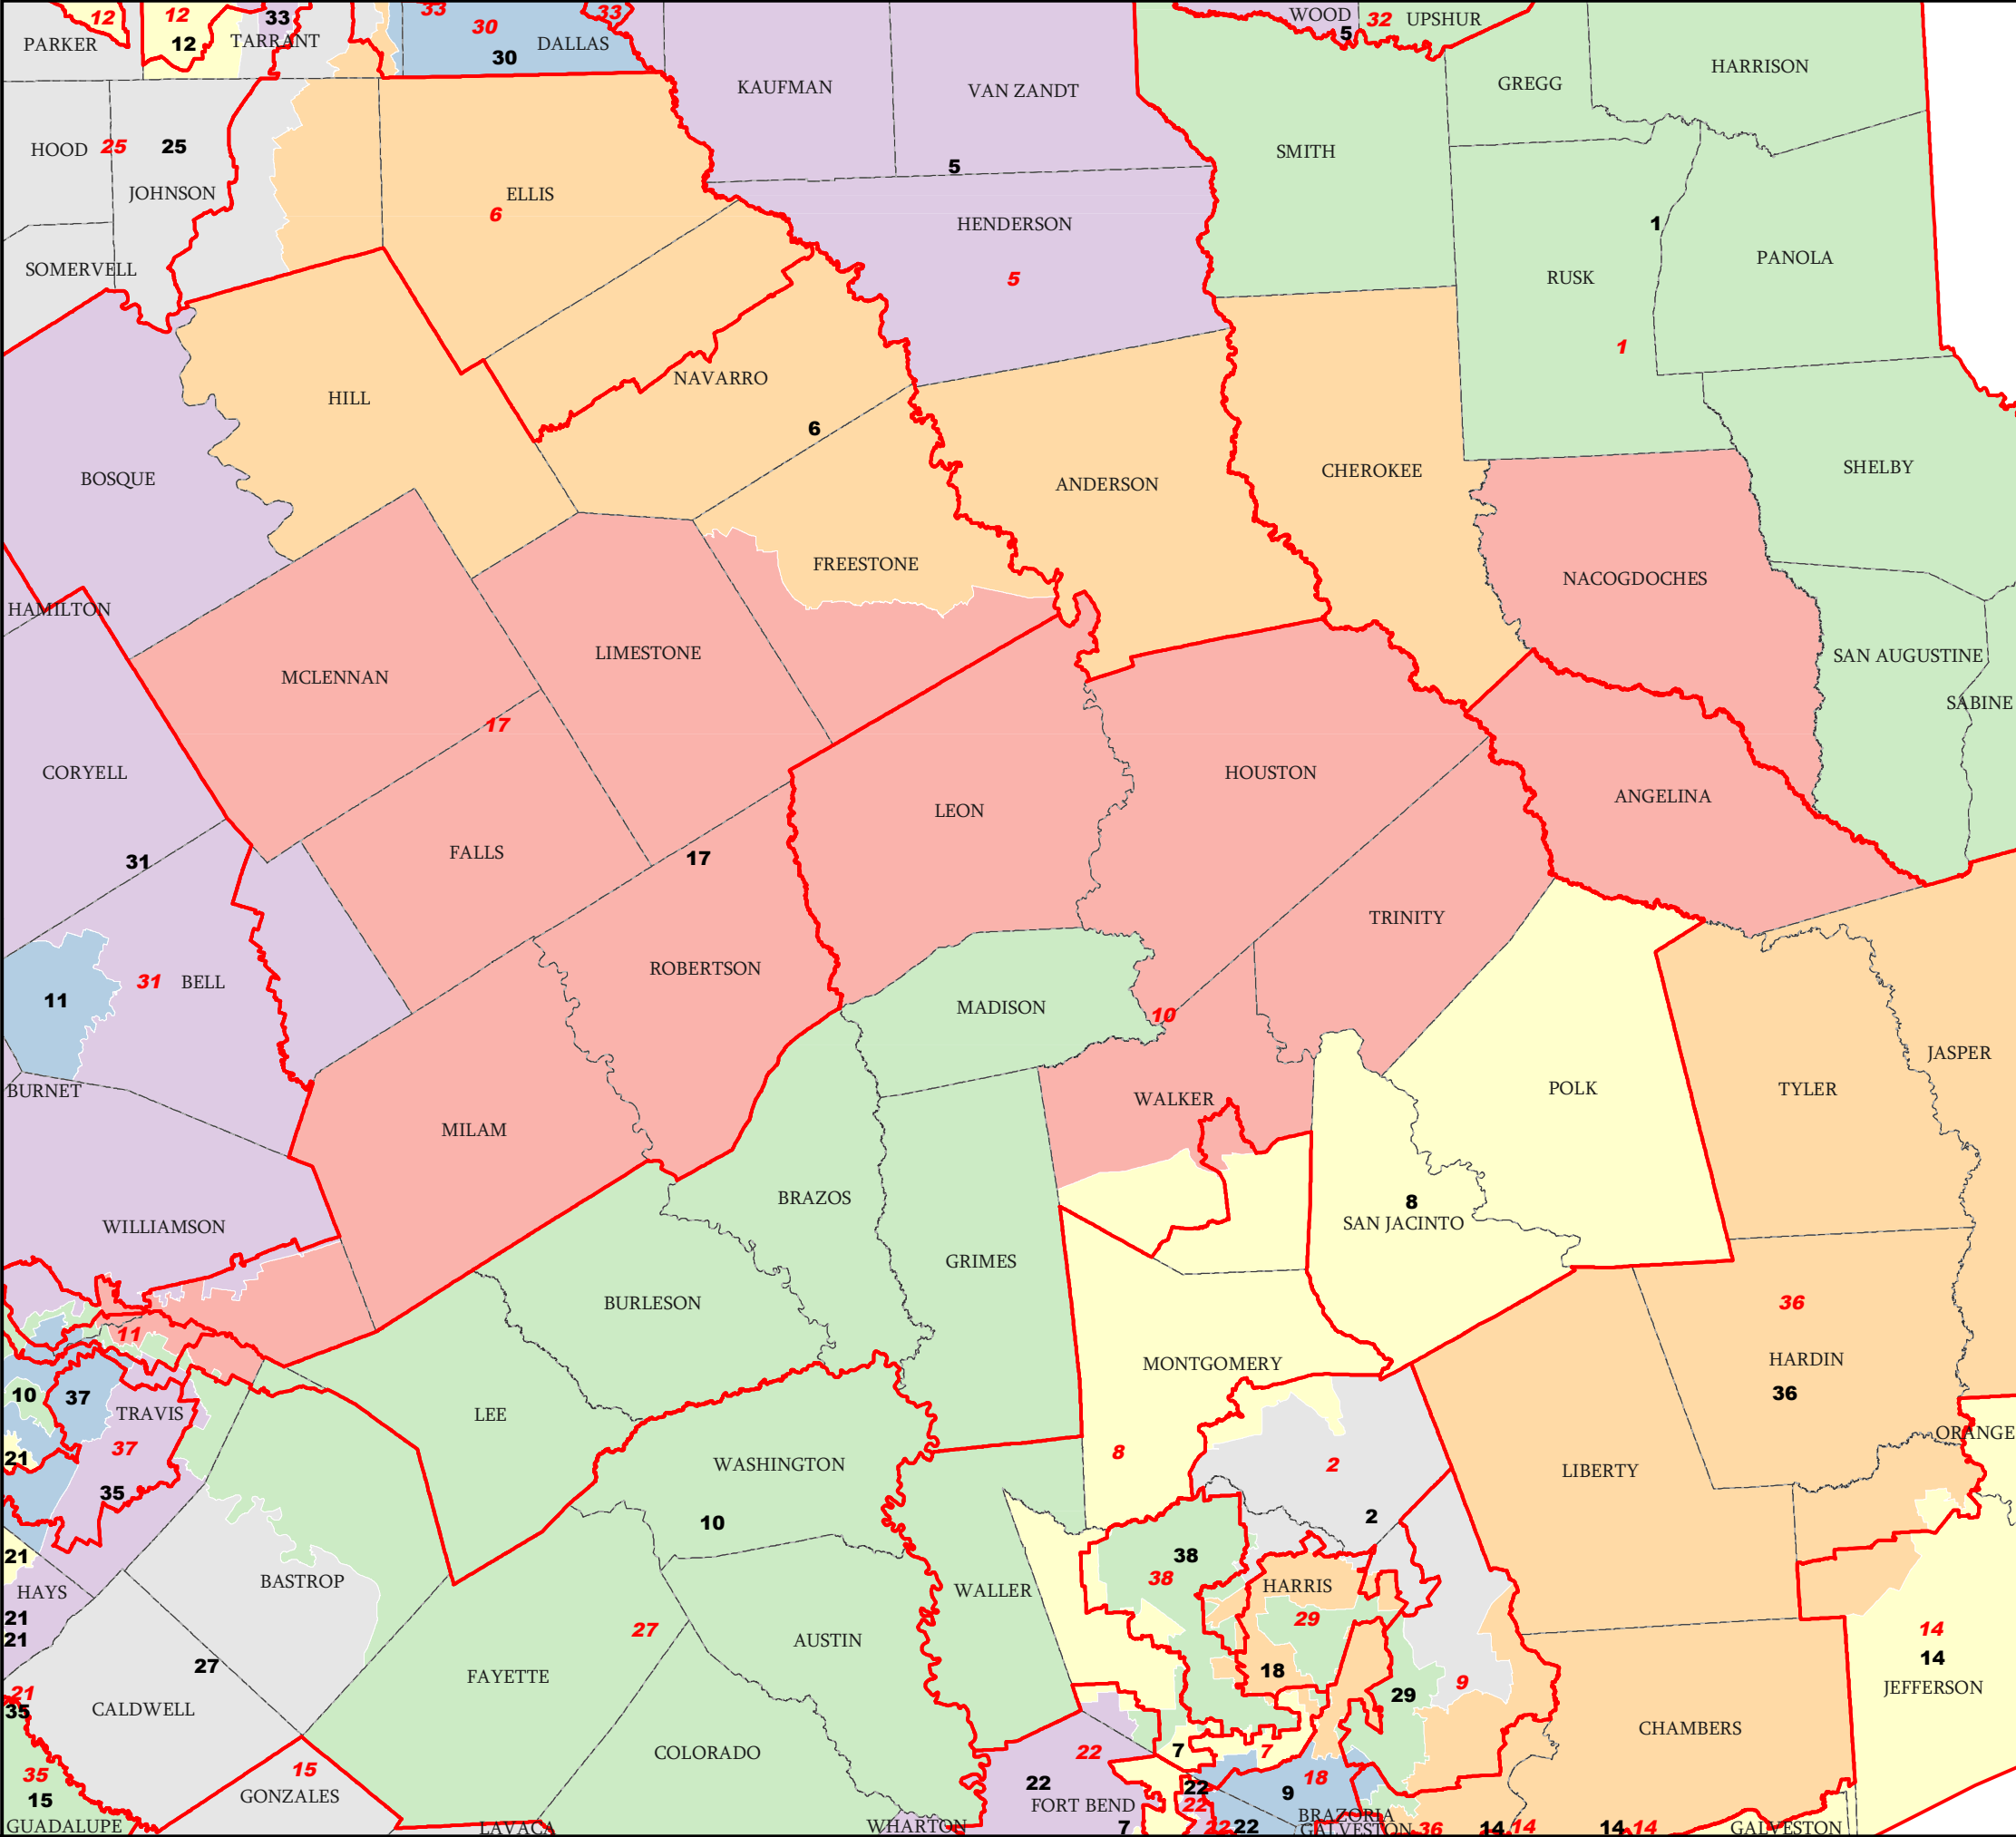 12
12
33
33
30
33
WOOD
32
UPSHUR
5
PARKER
12
TARRANT
30
DALLAS
KAUFMAN
VAN ZANDT
GREGG
HARRISON
HOOD
25
25
JOHNSON
ELLIS
6
5
SMITH
HENDERSON
5
1
RUSK
PANOLA
1
SOMERVELL
HILL
NAVARRO
6
BOSQUE
ANDERSON
CHEROKEE
SHELBY
FREESTONE
NACOGDOCHES
HAMILTON
MCLENNAN
LIMESTONE
SAN AUGUSTINE
SABINE
17
CORYELL
HOUSTON
ANGELINA
LEON
31
FALLS
17
TRINITY
11
31
BELL
ROBERTSON
MADISON
10
JASPER
BURNET
MILAM
WALKER
POLK
TYLER
WILLIAMSON
BRAZOS
8
SAN JACINTO
GRIMES
11
BURLESON
36
MONTGOMERY
HARDIN
36
10
37
TRAVIS
37
LEE
21
35
WASHINGTON
8
2
LIBERTY
ORANGE
10
2
21
HAYS
21
21
BASTROP
WALLER
38
38
HARRIS
29
27
AUSTIN
14
14
27
FAYETTE
18
29
9
JEFFERSON
21
35
CALDWELL
COLORADO
22
7
7
CHAMBERS
35
15
15
GONZALES
22
FORT BEND
22
22
18
9
BRAZORIA
GUADALUPE
LAVACA
WHARTON
7
22
22
GALVESTON
36
14
14
14
14
GALVESTON